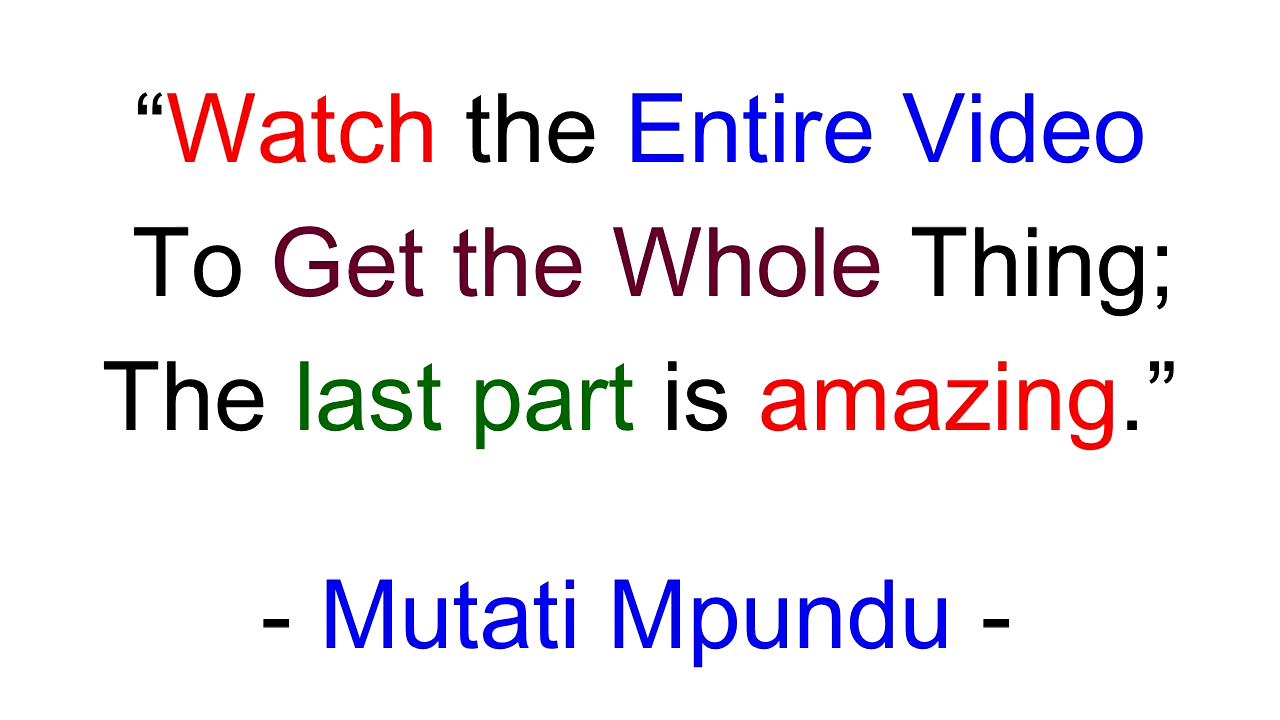 “Watch the Entire Video
To Get the Whole Thing;
The last part is amazing.”
- Mutati Mpundu -